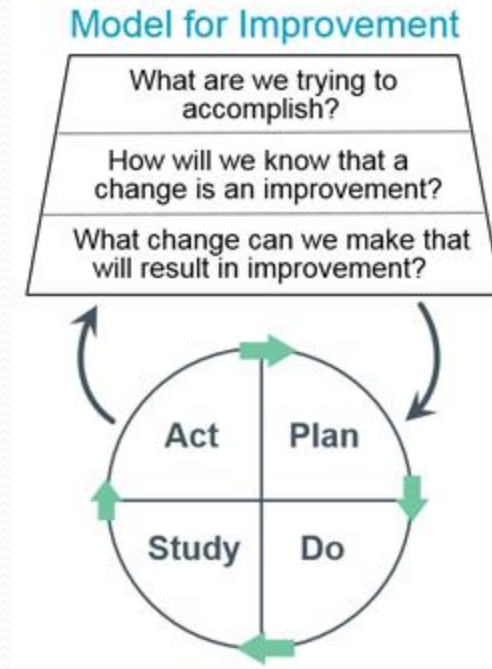 Model for Improvement
What are we trying to
accomplish?
How will we know that a
change is an improvement?
What change can we make that
will result in improvement?
Act
Plan
Study
Do